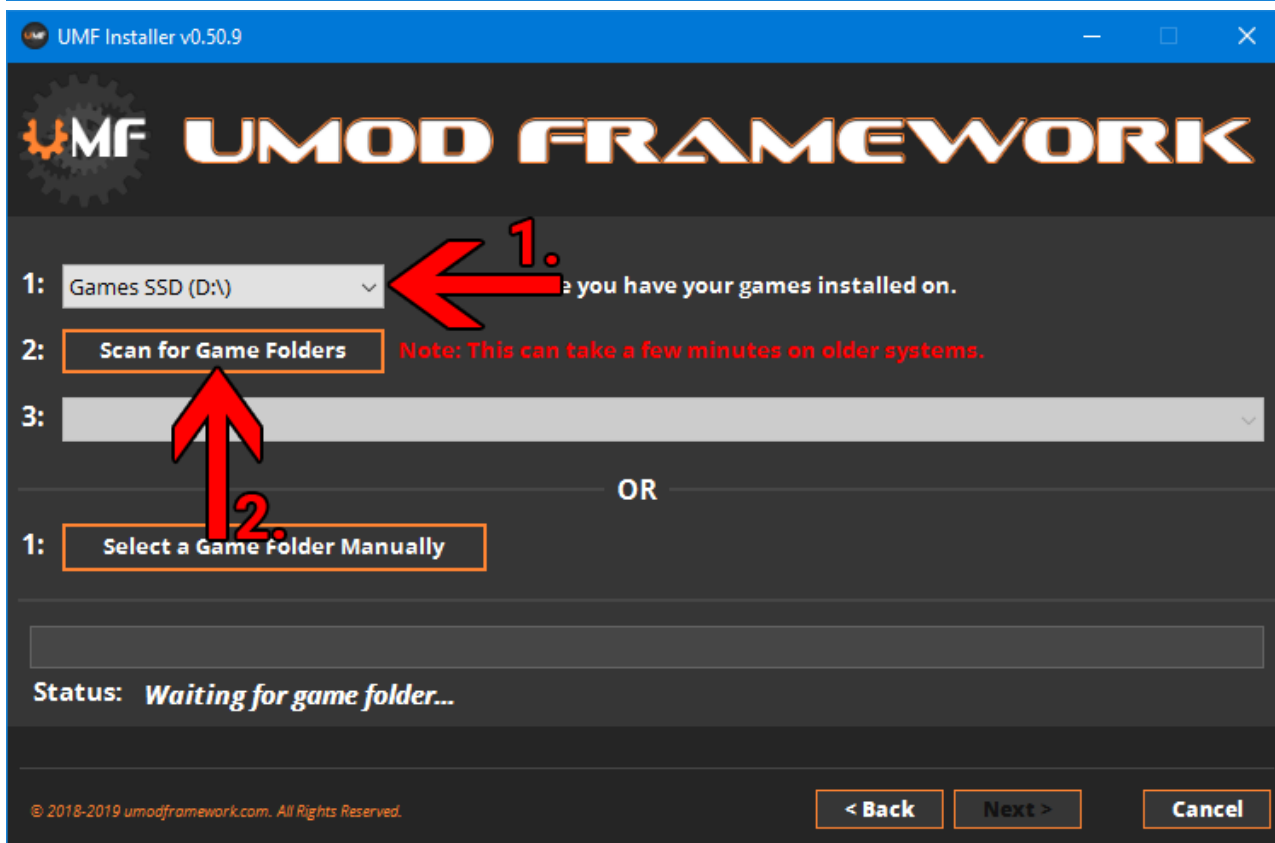 UMF Installer v0.50.9
UMF UMOD FRAMEWORK
1: Games SSD (D:\) 1. you have your games installed on.
2: Scan for Game Folders Note: This can take a few minutes on older systems.
3:
OR
2.
1: Select a Game Folder Manually
Status: Waiting for game folder...
© 2018-2019 umodframework.com. All Rights Reserved.
< Back Next > Cancel